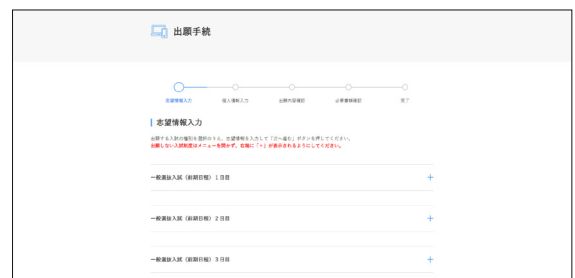 出願手続
志望情報入力 個人情報入力 出願内容確認 必要書類確認 完了
志望情報入力
出願する入試の種別を選択のうえ、志望情報を入力して「次へ進む」ボタンを押してください。
出願しない入試制度はメニューを開かず、右端に「+」が表示されるようにしてください。
一般選抜入試（前期日程）1日目
一般選抜入試（前期日程）2日目
一般選抜入試（前期日程）3日目